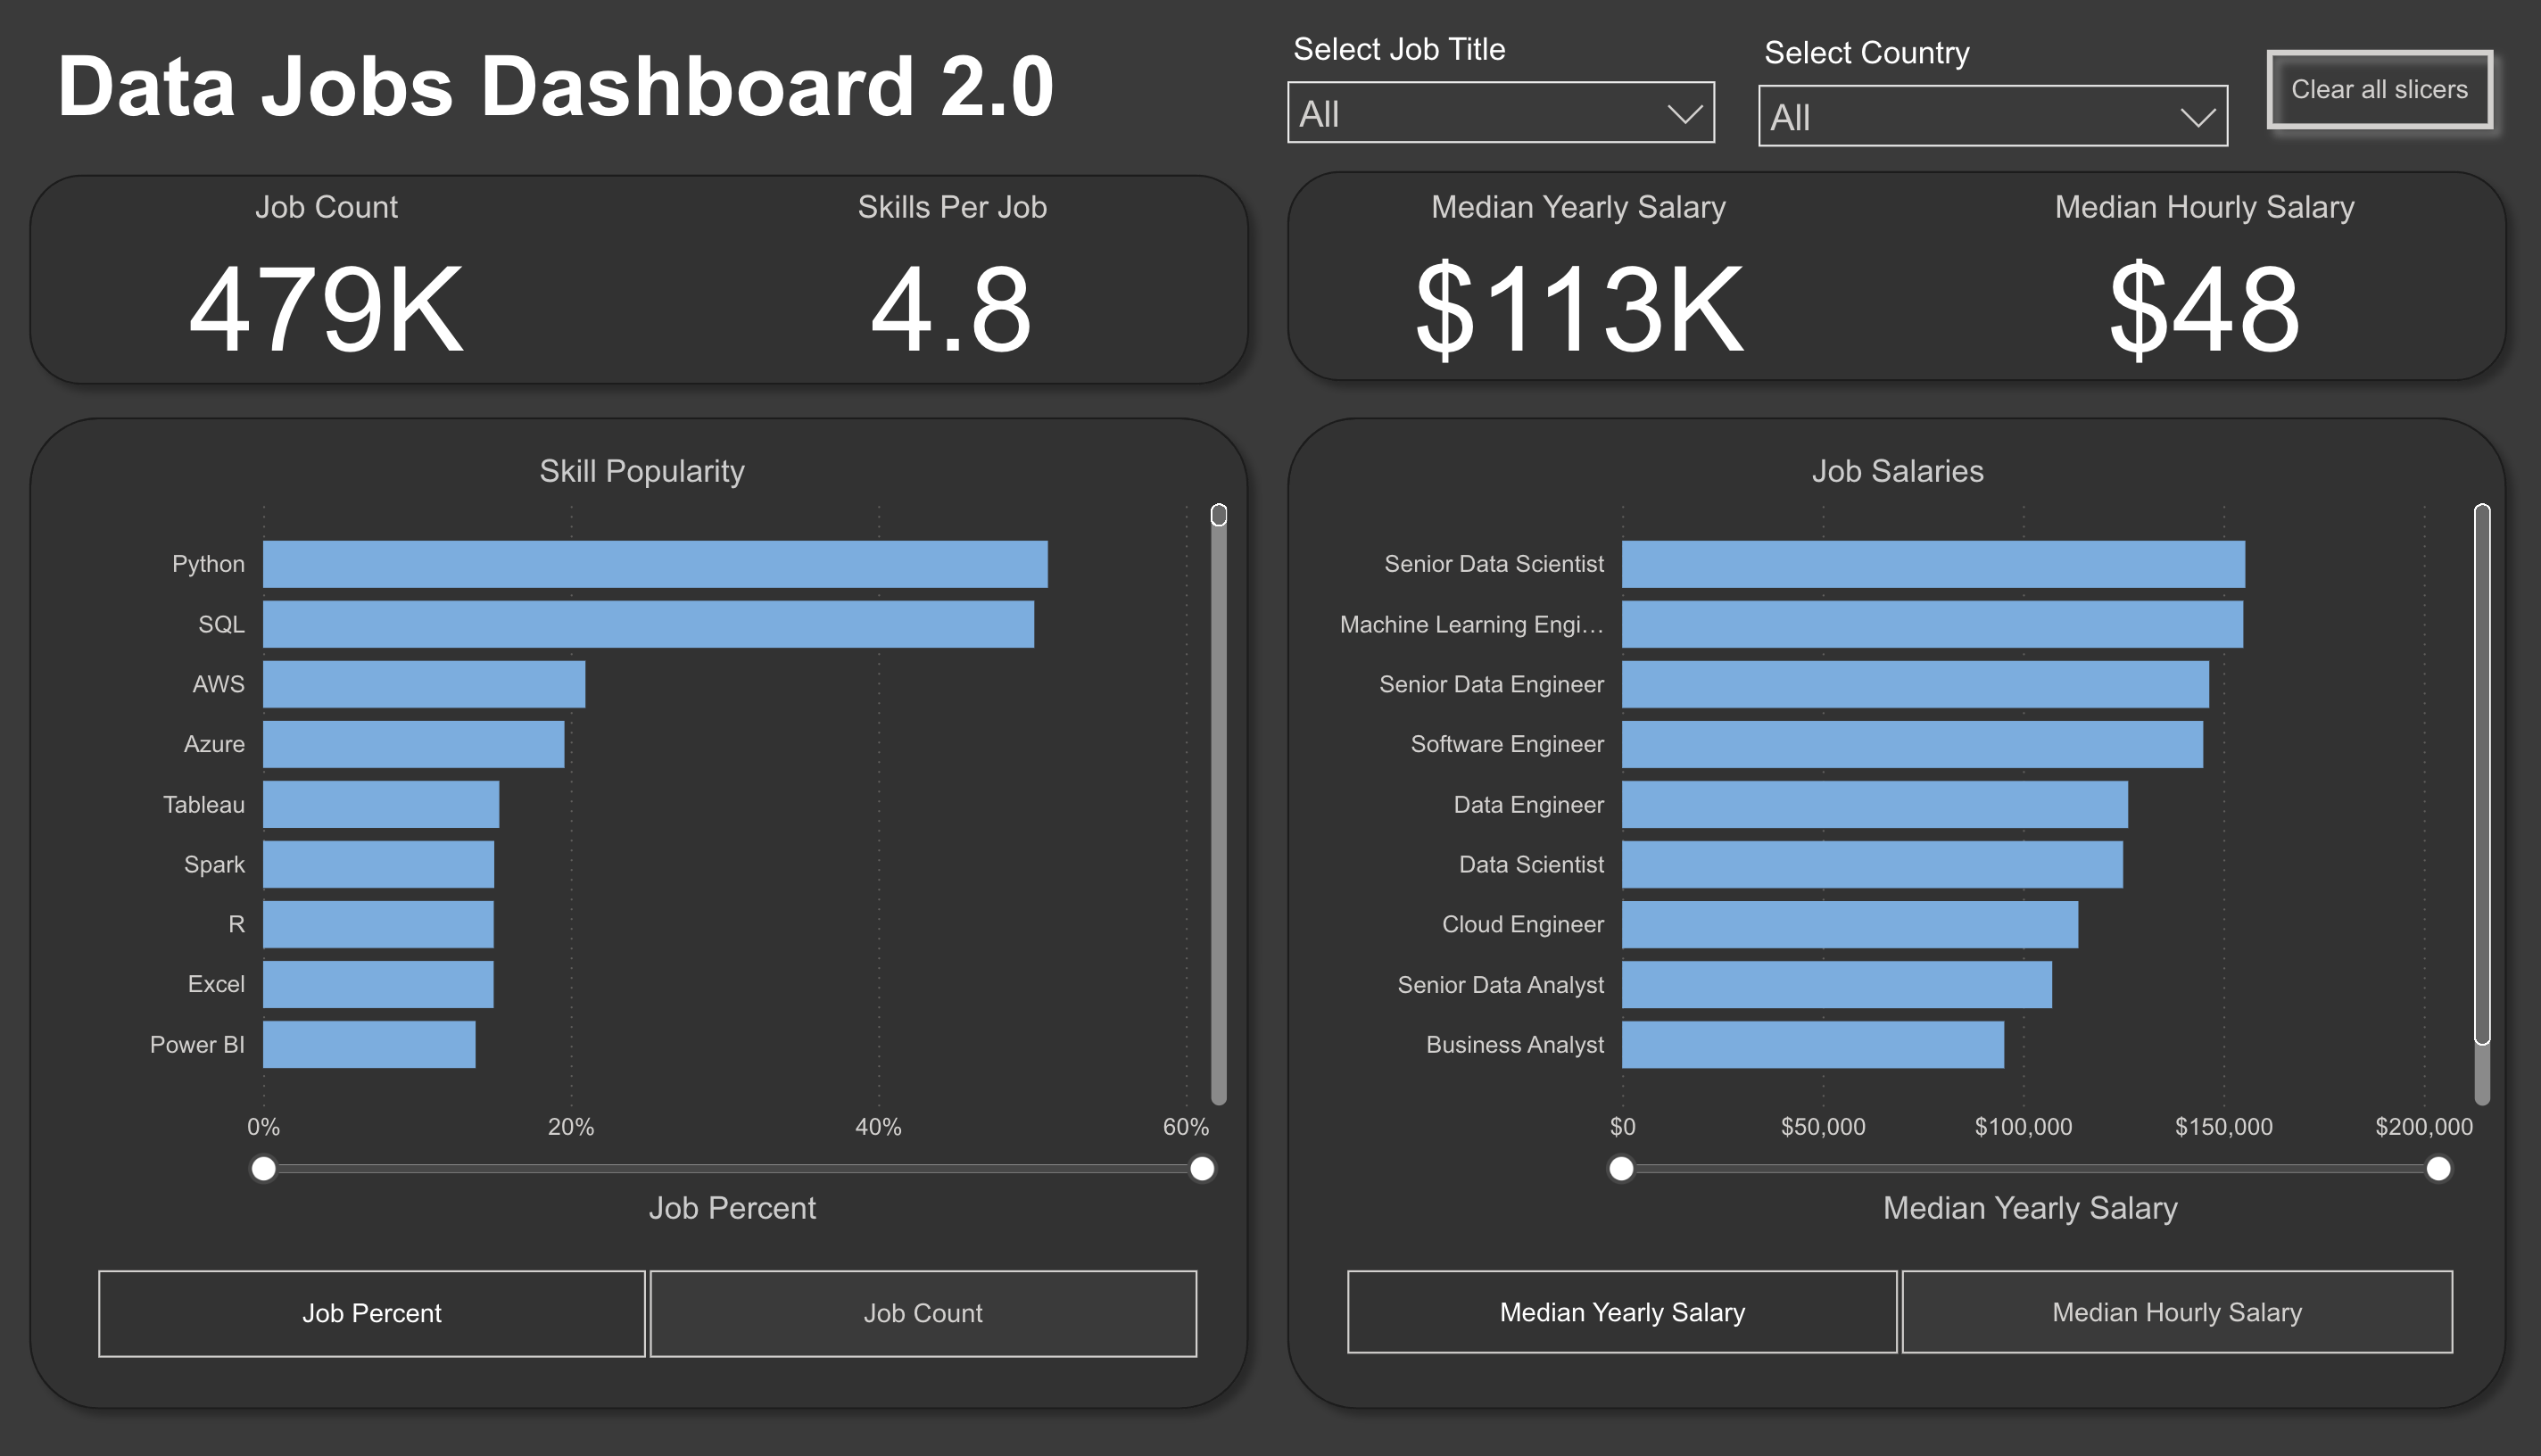 Data Jobs Dashboard 2.0
Select Job Title
All
Select Country
All
Clear all slicers
Job Count
479K
Skills Per Job
4.8
Median Yearly Salary
$113K
Median Hourly Salary
$48
Skill Popularity
Python
SQL
AWS
Azure
Tableau
Spark
R
Excel
Power BI
0% 20% 40% 60%
Job Percent
Job Percent
Job Count
Job Salaries
Senior Data Scientist
Machine Learning Engi…
Senior Data Engineer
Software Engineer
Data Engineer
Data Scientist
Cloud Engineer
Senior Data Analyst
Business Analyst
$0 $50,000 $100,000 $150,000 $200,000
Median Yearly Salary
Median Yearly Salary
Median Hourly Salary